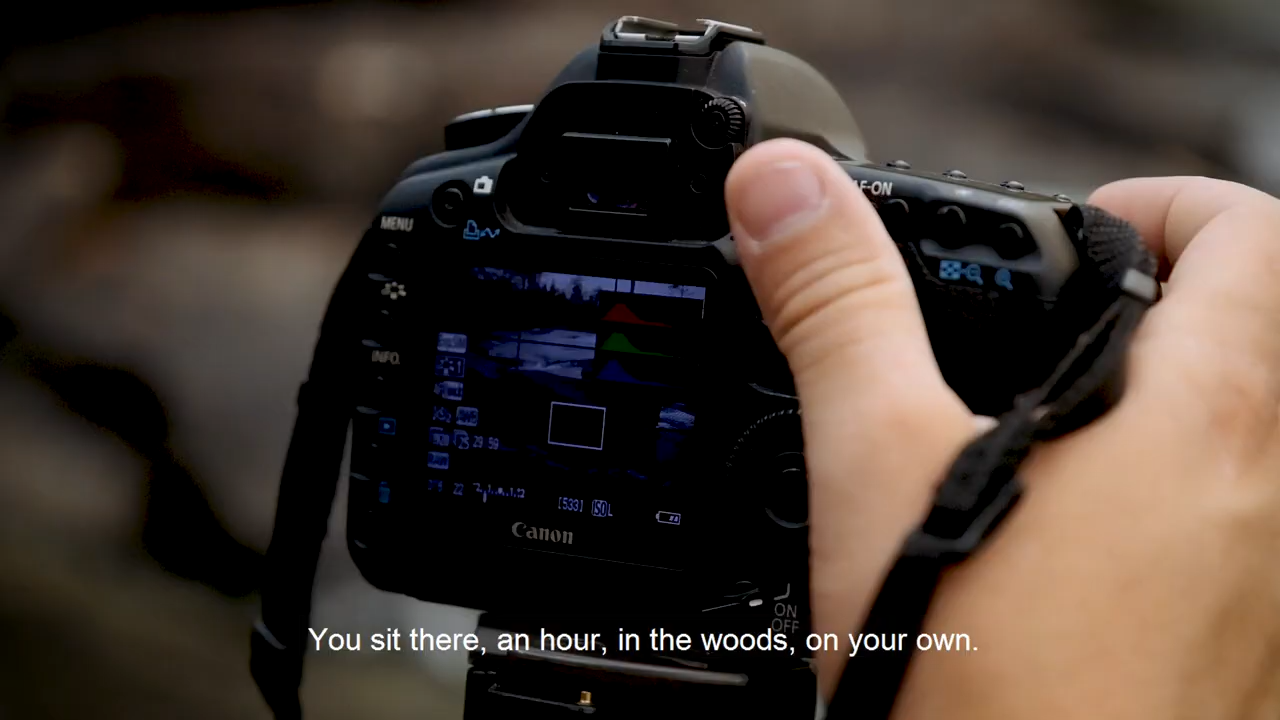 AF-ON
MENU
INFO.
[533] ISO L
Canon
ON
OFF
You sit there, an hour, in the woods, on your own.